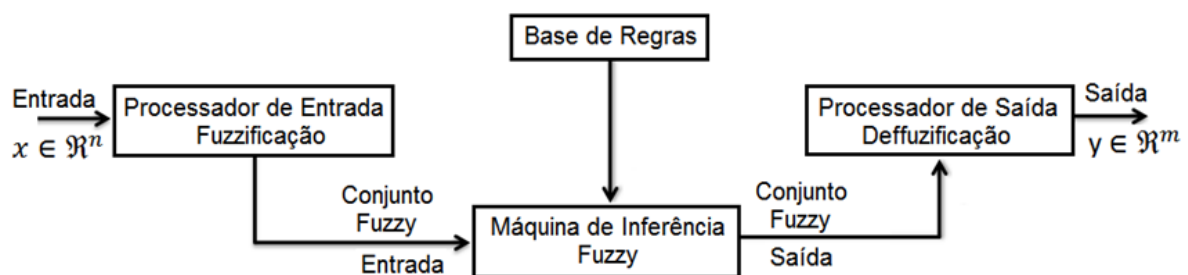 Base de Regras
Entrada
x ∈ ℜⁿ
Processador de Entrada
Fuzzificação
Processador de Saída
Deffuzificação
Saída
y ∈ ℜᵐ
Conjunto
Fuzzy
Entrada
Máquina de Inferência
Fuzzy
Conjunto
Fuzzy
Saída